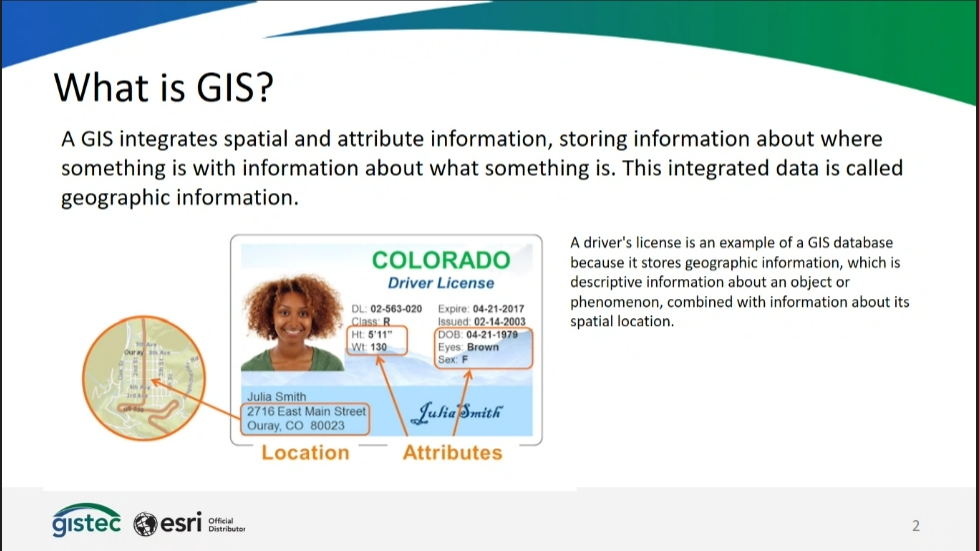 What is GIS?
A GIS integrates spatial and attribute information, storing information about where
something is with information about what something is. This integrated data is called
geographic information.
COLORADO
Driver License
DL: 02-563-020
Class: R
Ht: 5'11"
Wt: 130
Expire: 04-21-2017
Issued: 02-14-2003
DOB: 04-21-1979
Eyes: Brown
Sex: F
Julia Smith
2716 East Main Street
Ouray, CO 80023
Julia Smith
Ouray
Location
Attributes
A driver's license is an example of a GIS database
because it stores geographic information, which is
descriptive information about an object or
phenomenon, combined with information about its
spatial location.
gistec
esri
Official
Distributor
2